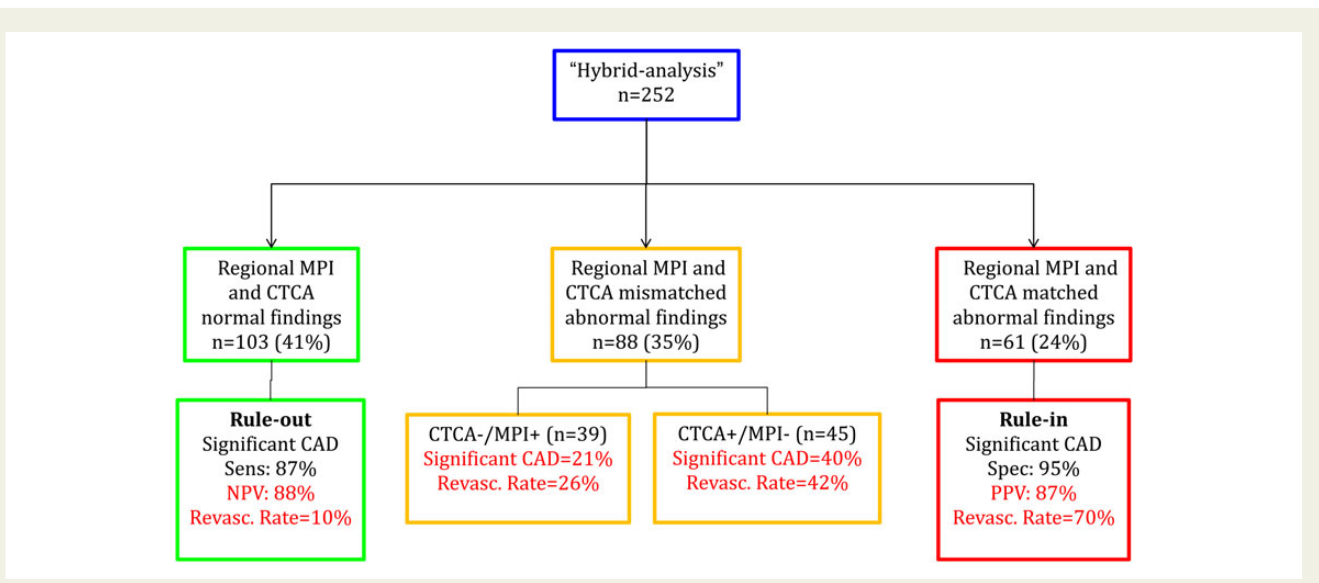 “Hybrid-analysis”
n=252
Regional MPI
and CTCA
normal findings
n=103 (41%)
Regional MPI and
CTCA mismatched
abnormal findings
n=88 (35%)
Regional MPI and
CTCA matched
abnormal findings
n=61 (24%)
Rule-out
Significant CAD
Sens: 87%
NPV: 88%
Revasc. Rate=10%
CTCA-/MPI+ (n=39)
Significant CAD=21%
Revasc. Rate=26%
CTCA+/MPI- (n=45)
Significant CAD=40%
Revasc. Rate=42%
Rule-in
Significant CAD
Spec: 95%
PPV: 87%
Revasc. Rate=70%